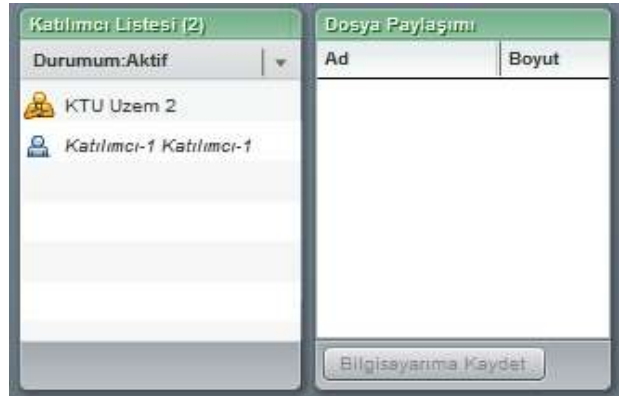 Katılımcı Listesi (2)
Durumum:Aktif
KTU Uzem 2
Katılımcı-1 Katılımcı-1
Dosya Paylaşımı
Ad
Boyut
Bilgisayarıma Kaydet